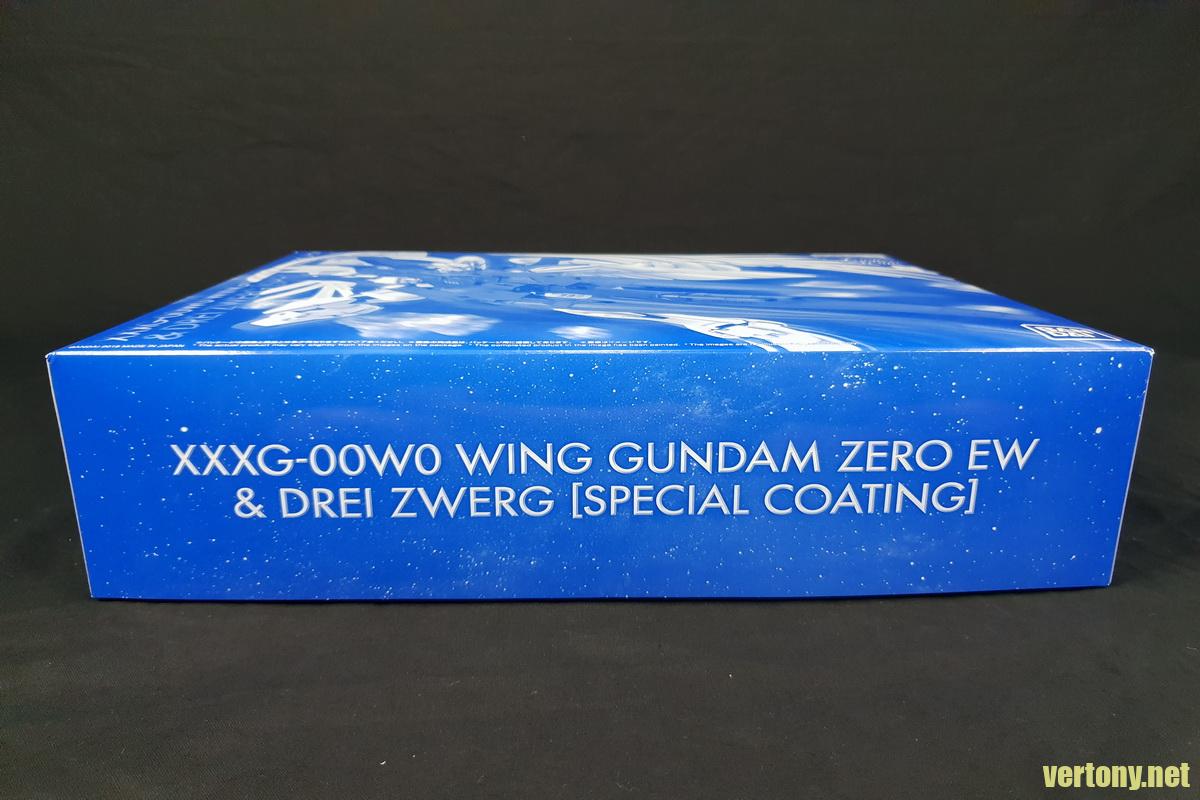 XXXG-00W0 WING GUNDAM ZERO EW
& DREI ZWERG [SPECIAL COATING]
vertony.net